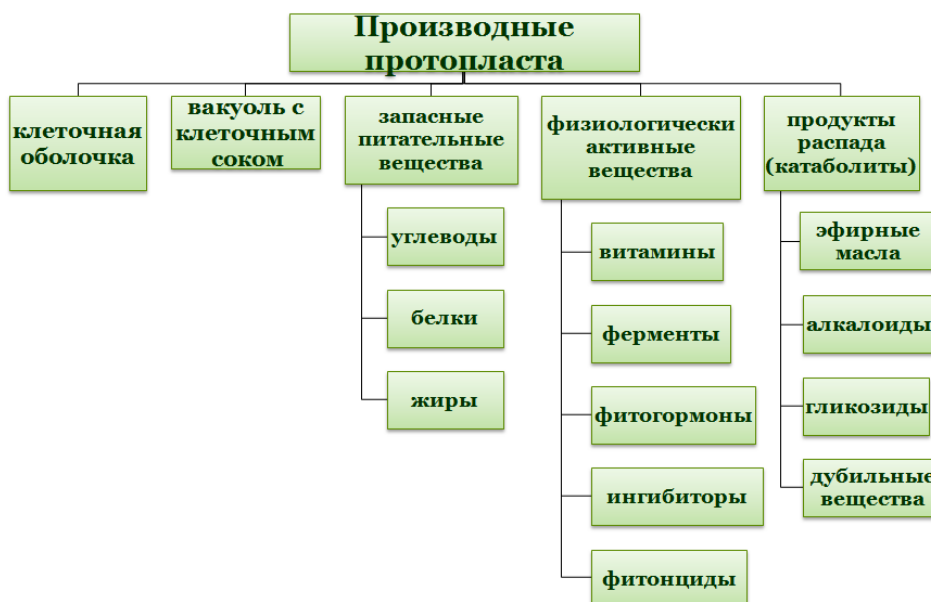 Производные
протопласта
клеточная
оболочка
вакуоль с
клеточным
соком
запасные
питательные
вещества
углеводы
белки
жиры
физиологически
активные
вещества
витамины
ферменты
фитогормоны
ингибиторы
фитонциды
продукты
распада
(катаболиты)
эфирные
масла
алкалоиды
гликозиды
дубильные
вещества